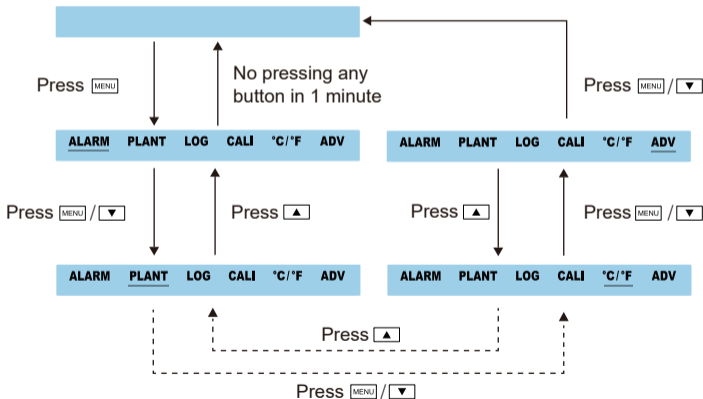 Press MENU
No pressing any
button in 1 minute
Press MENU / ▼
ALARM PLANT LOG CALI °C/°F ADV
ALARM PLANT LOG CALI °C/°F ADV
Press MENU / ▼
Press ▲
Press ▲
Press MENU / ▼
ALARM PLANT LOG CALI °C/°F ADV
ALARM PLANT LOG CALI °C/°F ADV
Press ▲
Press MENU / ▼